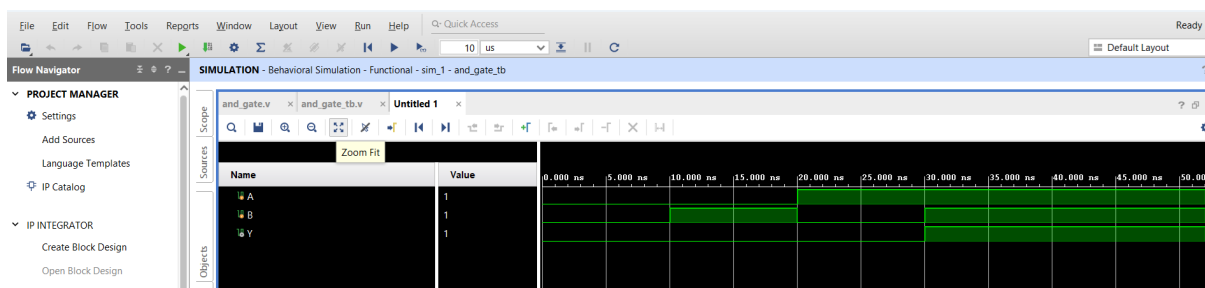 File Edit Flow Tools Reports Window Layout View Run Help Q- Quick Access Ready
10 us Default Layout
Flow Navigator ? SIMULATION - Behavioral Simulation - Functional - sim_1 - and_gate_tb ?
PROJECT MANAGER
Settings
Add Sources
Language Templates
IP Catalog
IP INTEGRATOR
Create Block Design
Open Block Design
Scope
Sources
Objects
and_gate.v × and_gate_tb.v × Untitled 1 × ?
Zoom Fit
Name Value
A 1
B 1
Y 1
0.000 ns 5.000 ns 10.000 ns 15.000 ns 20.000 ns 25.000 ns 30.000 ns 35.000 ns 40.000 ns 45.000 ns 50.00